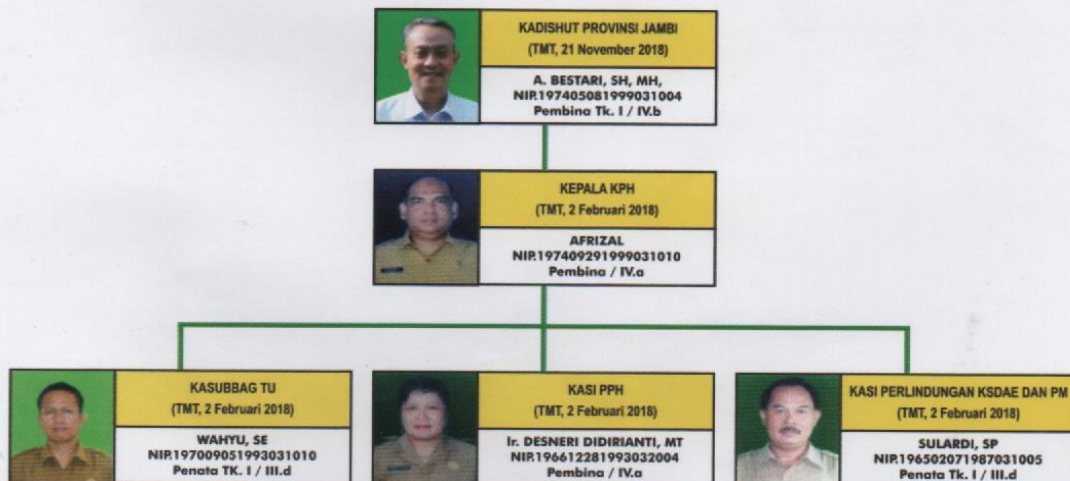 KADISHUT PROVINSI JAMBI
(TMT, 21 November 2018)
A. BESTARI, SH, MH,
NIP.197405081999031004
Pembina Tk. I / IV.b
KEPALA KPH
(TMT, 2 Februari 2018)
AFRIZAL
NIP.197409291999031010
Pembina / IV.a
KASUBBAG TU
(TMT, 2 Februari 2018)
WAHYU, SE
NIP.197009051993031010
Penata TK. I / III.d
KASI PPH
(TMT, 2 Februari 2018)
Ir. DESNERI DIDIRIANTI, MT
NIP.196612281993032004
Pembina / IV.a
KASI PERLINDUNGAN KSDAE DAN PM
(TMT, 2 Februari 2018)
SULARDI, SP
NIP.196502071987031005
Penata Tk. I / III.d